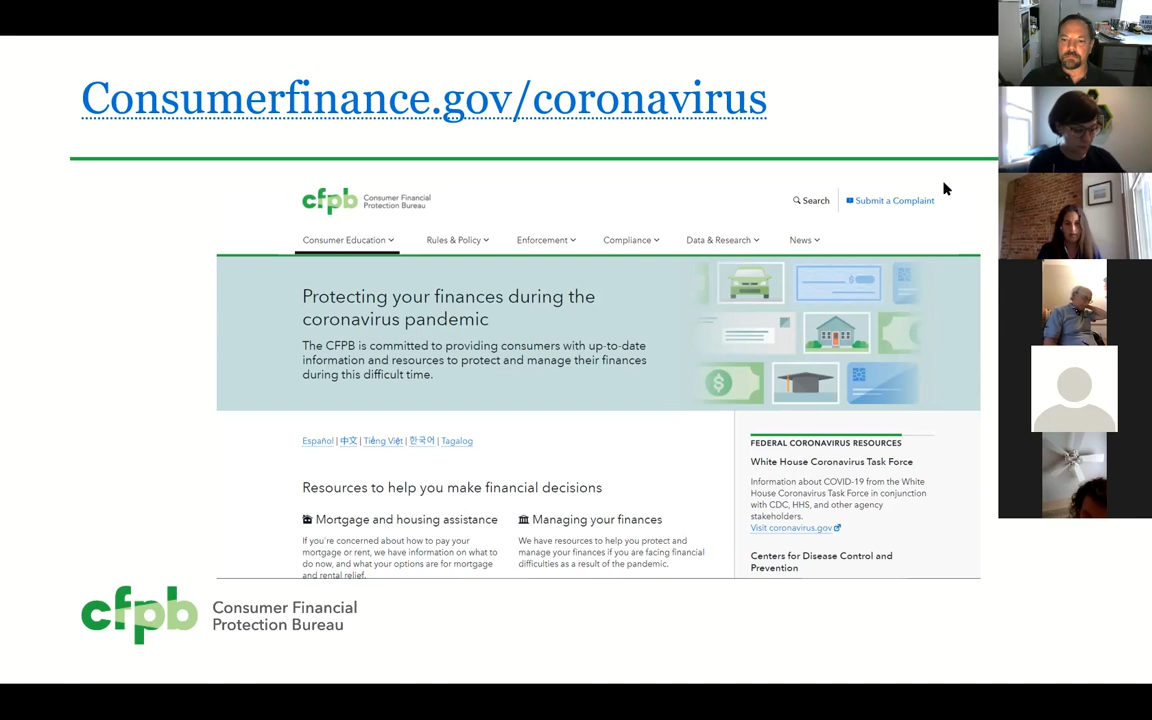 Consumerfinance.gov/coronavirus
cfpb Consumer Financial
Protection Bureau
Search
Submit a Complaint
Consumer Education
Rules & Policy
Enforcement
Compliance
Data & Research
News
Protecting your finances during the
coronavirus pandemic
The CFPB is committed to providing consumers with up-to-date
information and resources to protect and manage their finances
during this difficult time.
Español | 中文 | Tiếng Việt | 한국어 | Tagalog
Resources to help you make financial decisions
Mortgage and housing assistance
If you're concerned about how to pay your
mortgage or rent, we have information on what to
do now, and what your options are for mortgage
and rental relief.
Managing your finances
We have resources to help you protect and
manage your finances if you are facing financial
difficulties as a result of the pandemic.
FEDERAL CORONAVIRUS RESOURCES
White House Coronavirus Task Force
Information about COVID-19 from the White
House Coronavirus Task Force in conjunction
with CDC, HHS, and other agency
stakeholders.
Visit coronavirus.gov
Centers for Disease Control and
Prevention
cfpb Consumer Financial
Protection Bureau